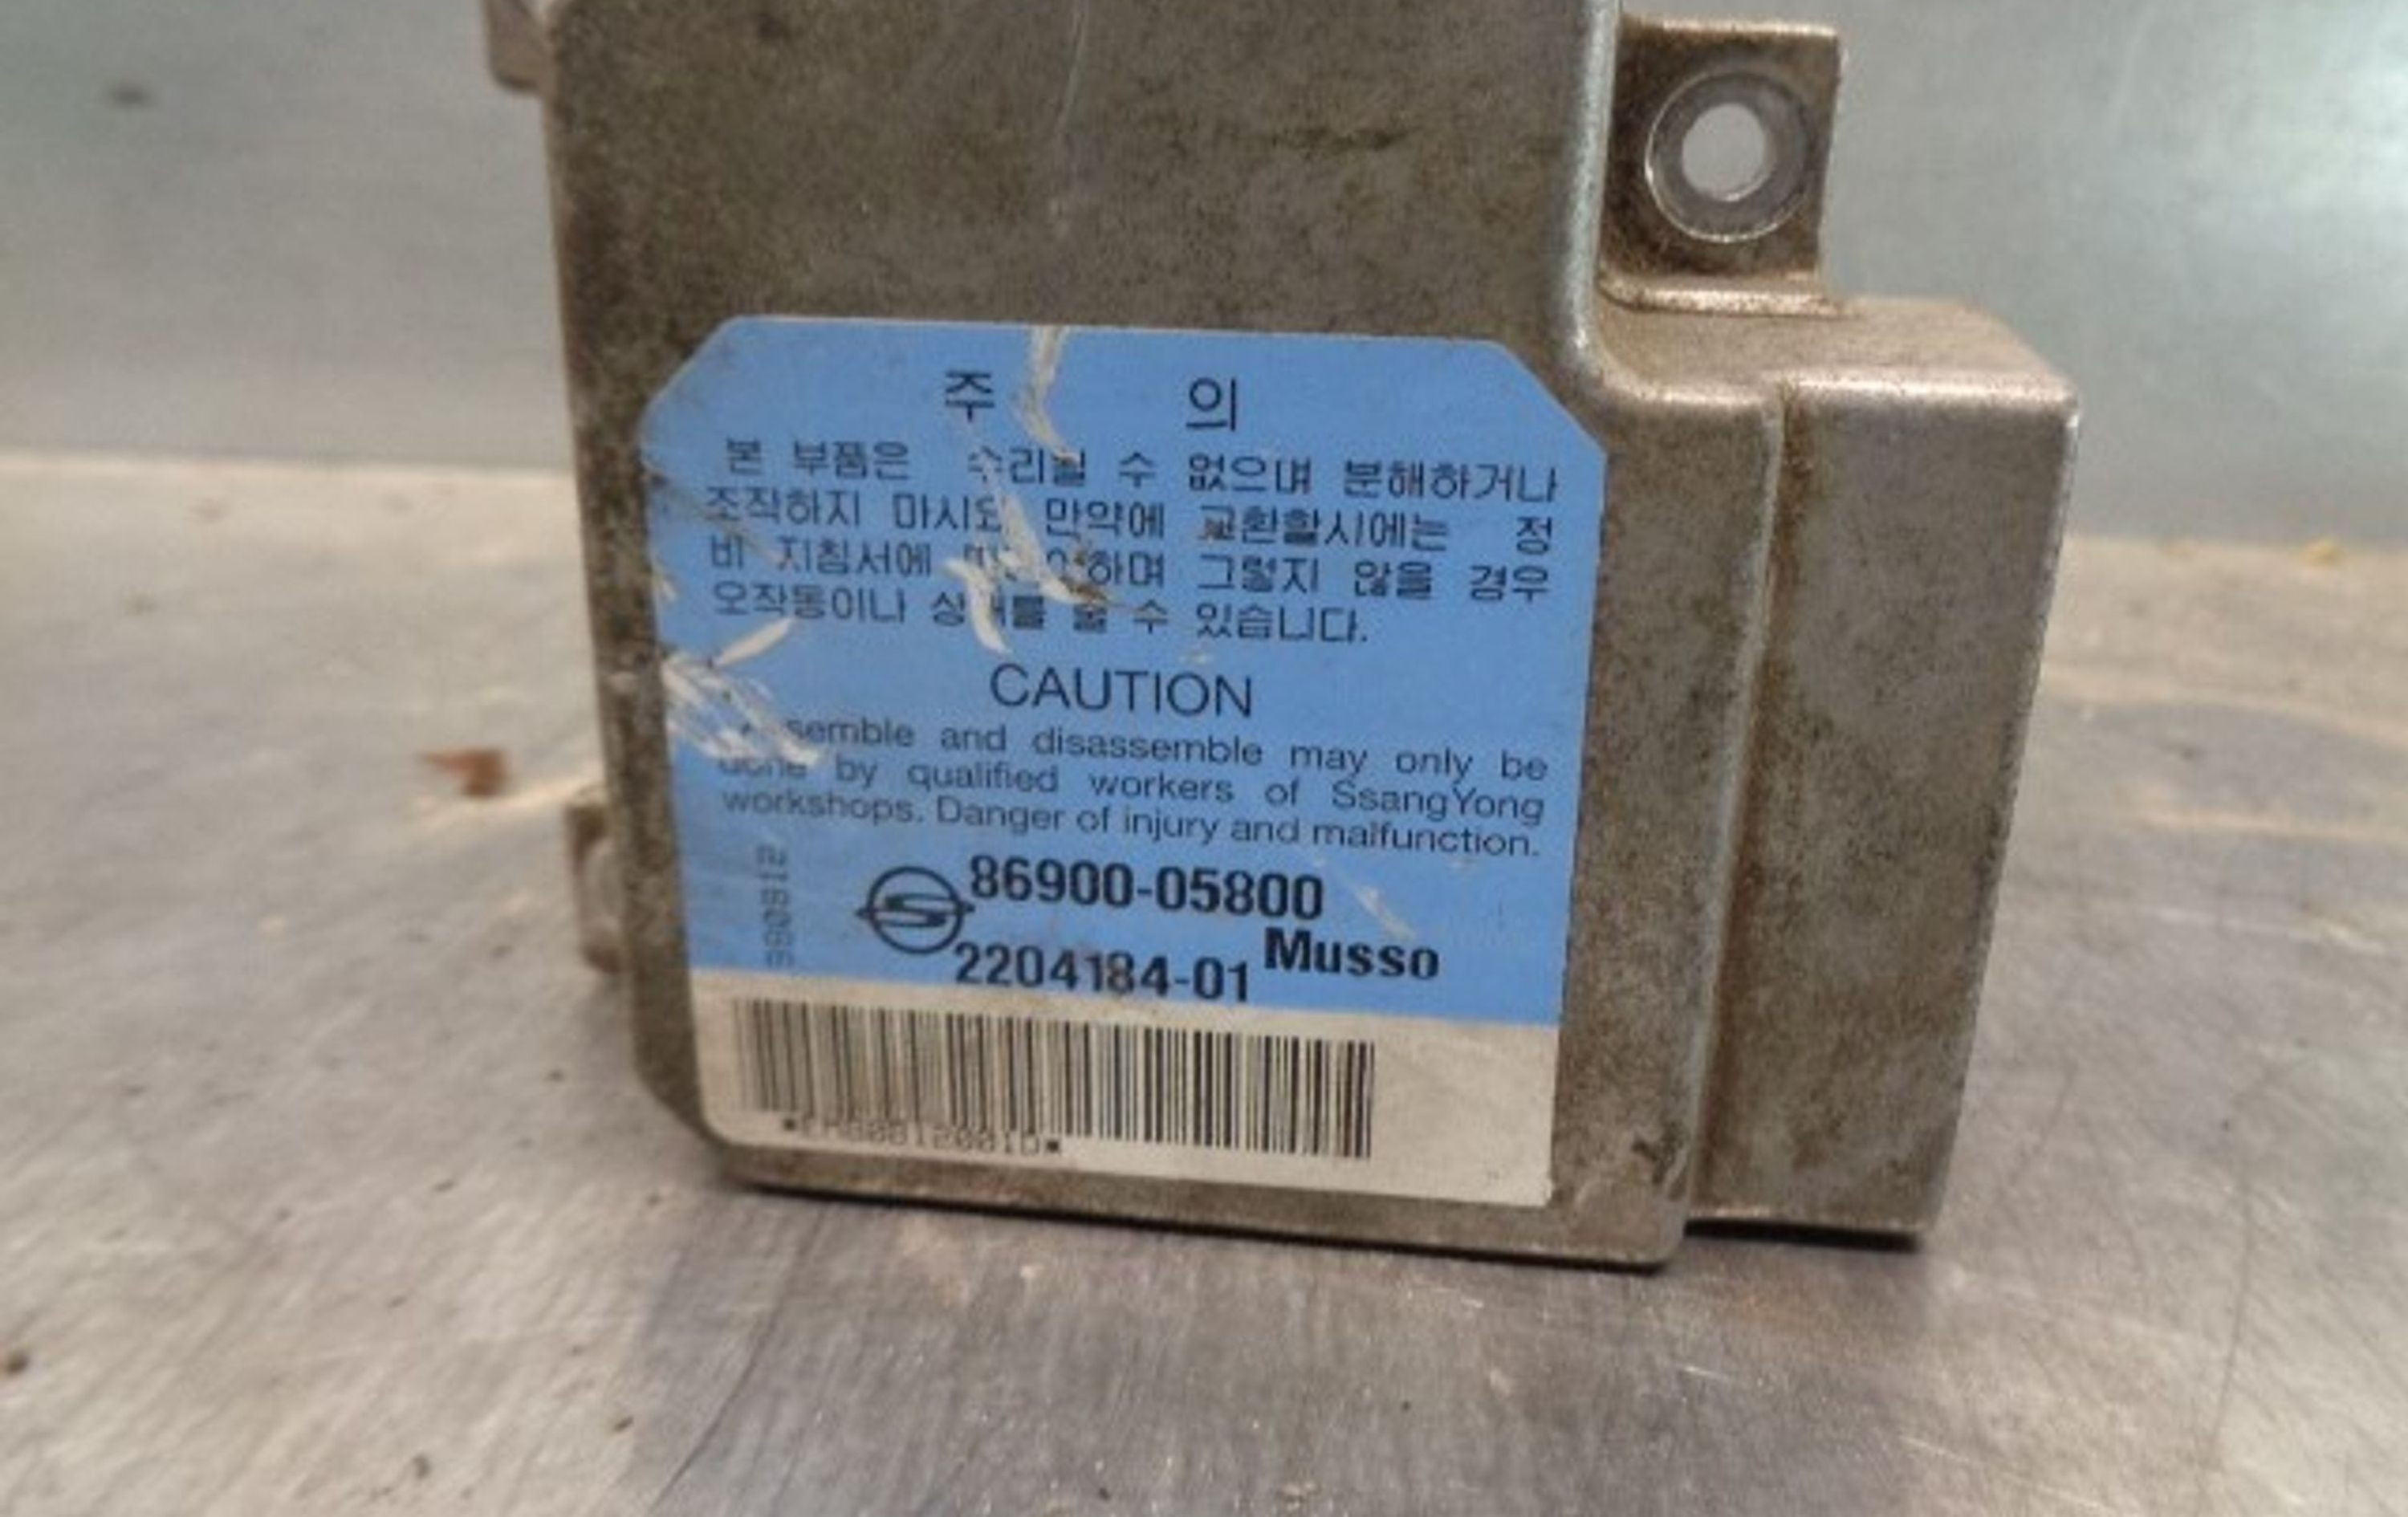 주 의
본 부품은 수리될 수 없으며 분해하거나
조작하지 마시오 만약에 교환할시에는 정
비 지침서에 하며 그렇지 않을 경우
오작동이나 상해를 줄 수 있습니다.
CAUTION
Assemble and disassemble may only be
done by qualified workers of SsangYong
workshops. Danger of injury and malfunction.
86900-05800
Musso
2204184-01